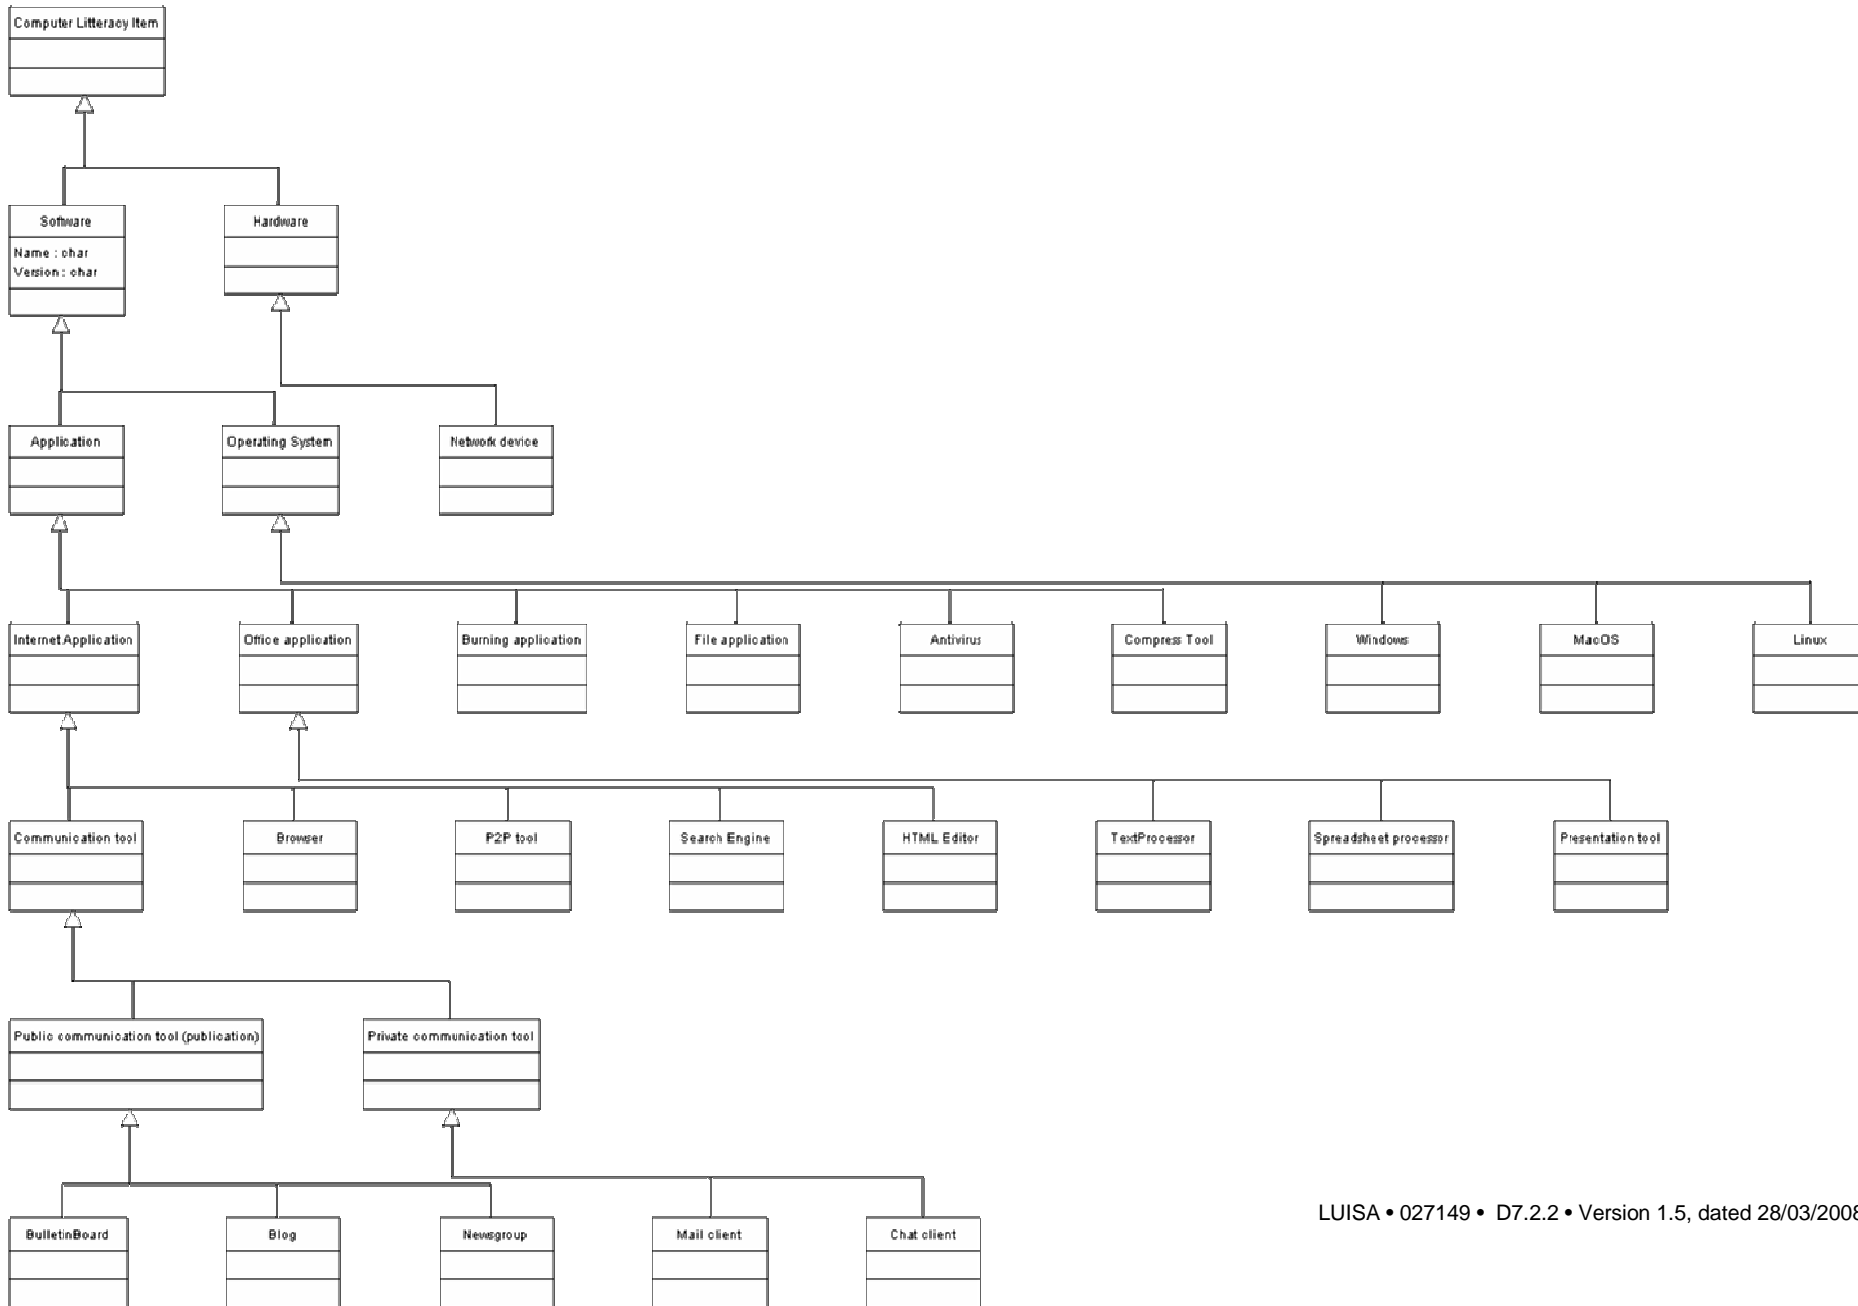 Computer Litteracy Item
Software
Hardware
Name : char
Version : char
Application
Operating System
Network device
Internet Application
Office application
Burning application
File application
Antivirus
Compress Tool
Windows
MacOS
Linux
Communication tool
Browser
P2P tool
Search Engine
HTML Editor
TextProcessor
Spreadsheet processor
Presentation tool
Public communication tool (publication)
Private communication tool
BulletinBoard
Blog
Newsgroup
Mail client
Chat client
LUISA • 027149 • D7.2.2 • Version 1.5, dated 28/03/2008